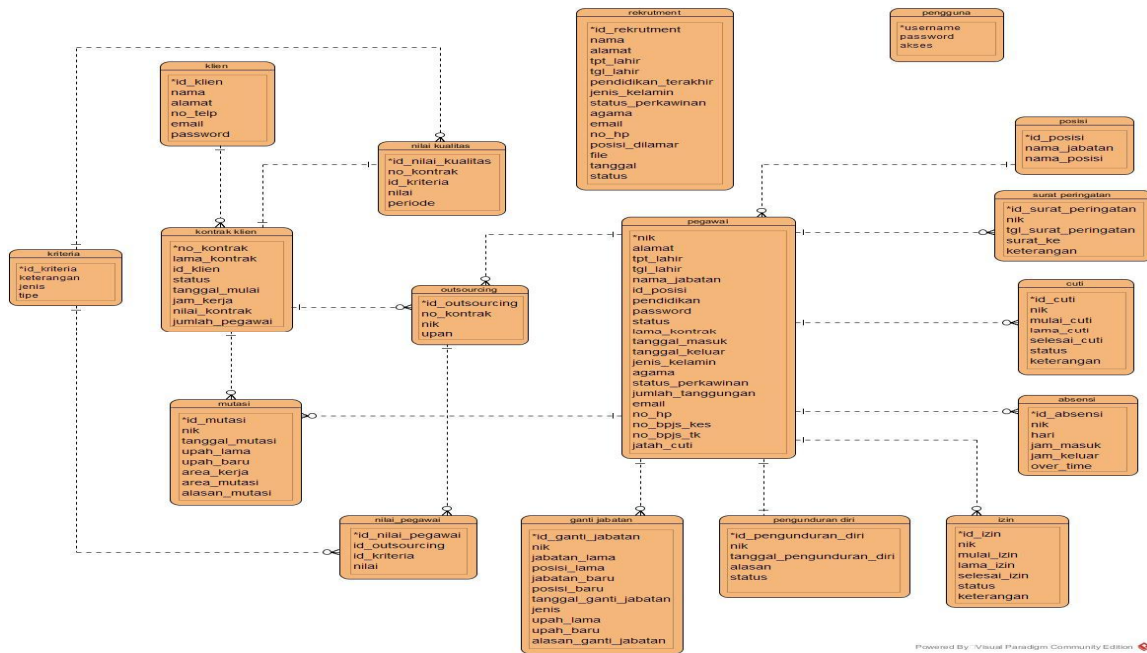 rekrutment
*id_rekrutment
nama
alamat
tpt_lahir
tgl_lahir
pendidikan_terakhir
jenis_kelamin
status_perkawinan
agama
email
no_hp
posisi_dilamar
file
tanggal
status
pengguna
*username
password
akses
klien
*id_klien
nama
alamat
no_telp
email
password
nilai kualitas
*id_nilai_kualitas
no_kontrak
id_kriteria
nilai
periode
posisi
*id_posisi
nama_jabatan
nama_posisi
surat peringatan
*id_surat_peringatan
nik
tgl_surat_peringatan
surat_ke
keterangan
kriteria
*id_kriteria
keterangan
jenis
tipe
kontrak klien
*no_kontrak
lama_kontrak
id_klien
status
tanggal_mulai
jam_kerja
nilai_kontrak
jumlah_pegawai
outsourcing
*id_outsourcing
no_kontrak
nik
upan
pegawai
*nik
alamat
tpt_lahir
tgl_lahir
nama_jabatan
id_posisi
pendidikan
password
status
lama_kontrak
tanggal_masuk
tanggal_keluar
jenis_kelamin
agama
status_perkawinan
jumlah_tanggungan
email
no_hp
no_bpjs_kes
no_bpjs_tk
jatah_cuti
cuti
*id_cuti
nik
mulai_cuti
lama_cuti
selesai_cuti
status
keterangan
mutasi
*id_mutasi
nik
tanggal_mutasi
upah_lama
upah_baru
area_kerja
area_mutasi
alasan_mutasi
absensi
*id_absensi
nik
hari
jam_masuk
jam_keluar
over_time
nilai_pegawai
*id_nilai_pegawai
id_outsourcing
id_kriteria
nilai
ganti jabatan
*id_ganti_jabatan
nik
jabatan_lama
posisi_lama
jabatan_baru
posisi_baru
tanggal_ganti_jabatan
jenis
upah_lama
upah_baru
alasan_ganti_jabatan
pengunduran diri
*id_pengunduran_diri
nik
tanggal_pengunduran_diri
alasan
status
izin
*id_izin
nik
mulai_izin
lama_izin
selesai_izin
status
keterangan
Powered By Visual Paradigm Community Edition